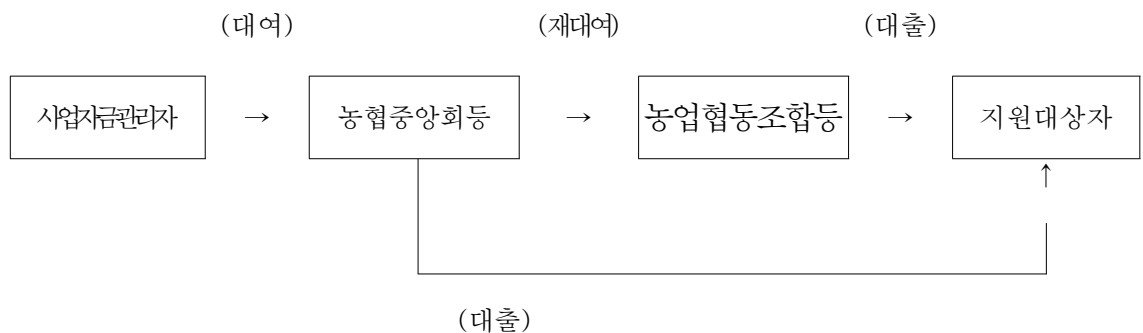 (대여) (재대여) (대출)
사업자금관리자 → 농협중앙회등 → 농업협동조합등 → 지원대상자
↑
(대출)